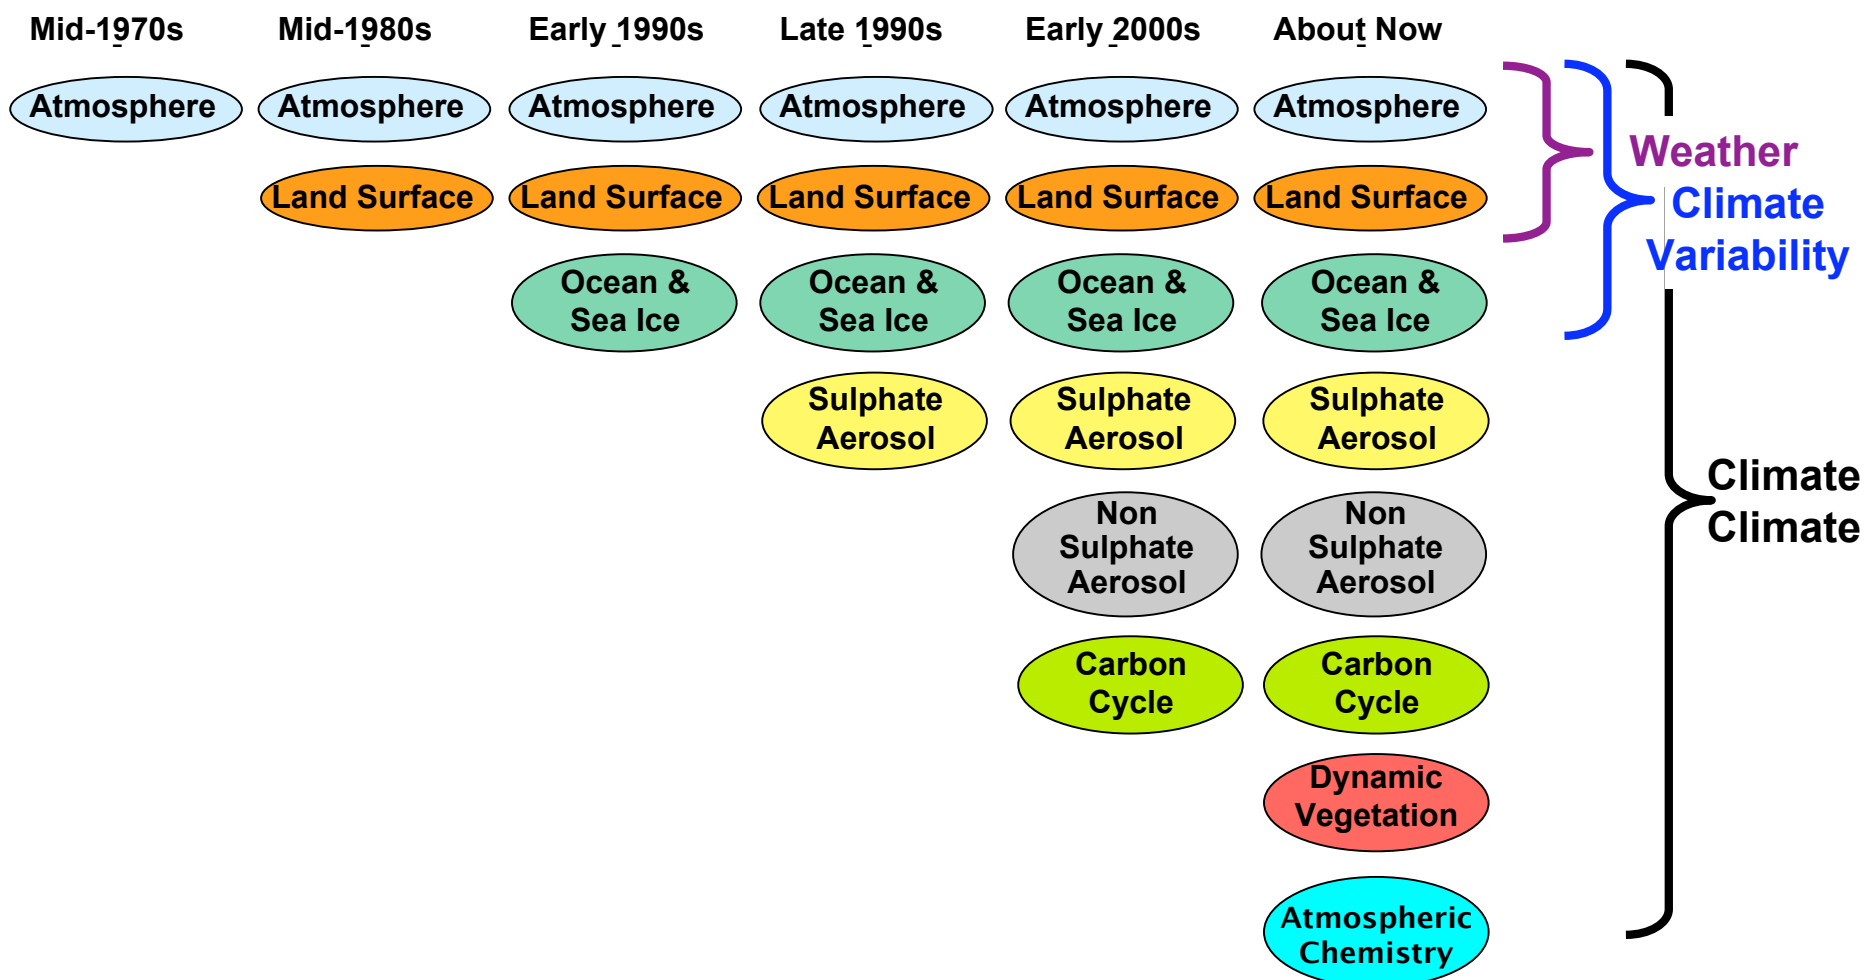 Mid-1970s Mid-1980s Early 1990s Late 1990s Early 2000s About Now
Atmosphere Atmosphere Atmosphere Atmosphere Atmosphere Atmosphere
Weather
Land Surface Land Surface Land Surface Land Surface Land Surface
Climate
Variability
Ocean & Ocean & Ocean & Ocean &
Sea Ice Sea Ice Sea Ice Sea Ice
Sulphate Sulphate Sulphate
Aerosol Aerosol Aerosol
Climate
Climate
Non Non
Sulphate Sulphate
Aerosol Aerosol
Carbon Carbon
Cycle Cycle
Dynamic
Vegetation
Atmospheric
Chemistry